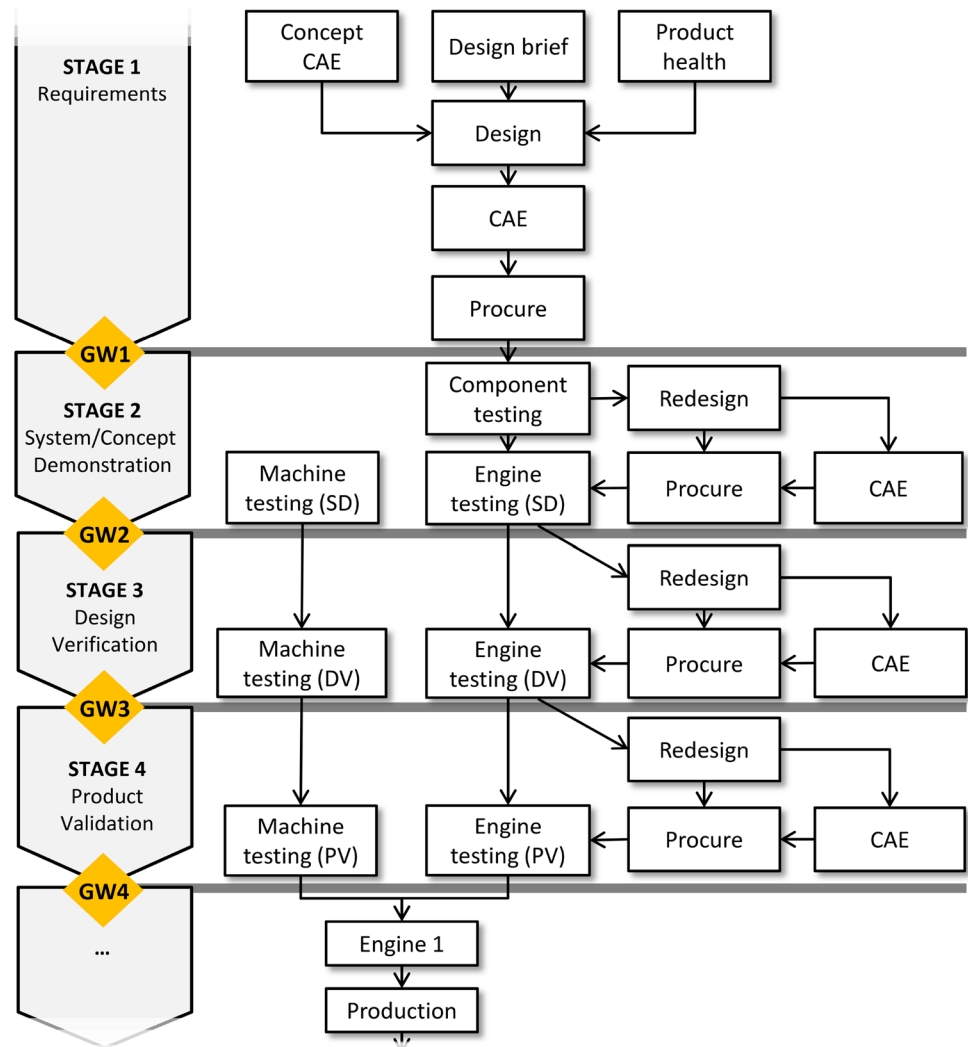 STAGE 1
Requirements
Concept
CAE
Design brief
Product
health
Design
CAE
Procure
GW1
STAGE 2
System/Concept
Demonstration
Component
testing
Redesign
Machine
testing (SD)
Engine
testing (SD)
Procure
CAE
GW2
STAGE 3
Design
Verification
Redesign
Machine
testing (DV)
Engine
testing (DV)
Procure
CAE
GW3
STAGE 4
Product
Validation
Redesign
Machine
testing (PV)
Engine
testing (PV)
Procure
CAE
GW4
...
Engine 1
Production